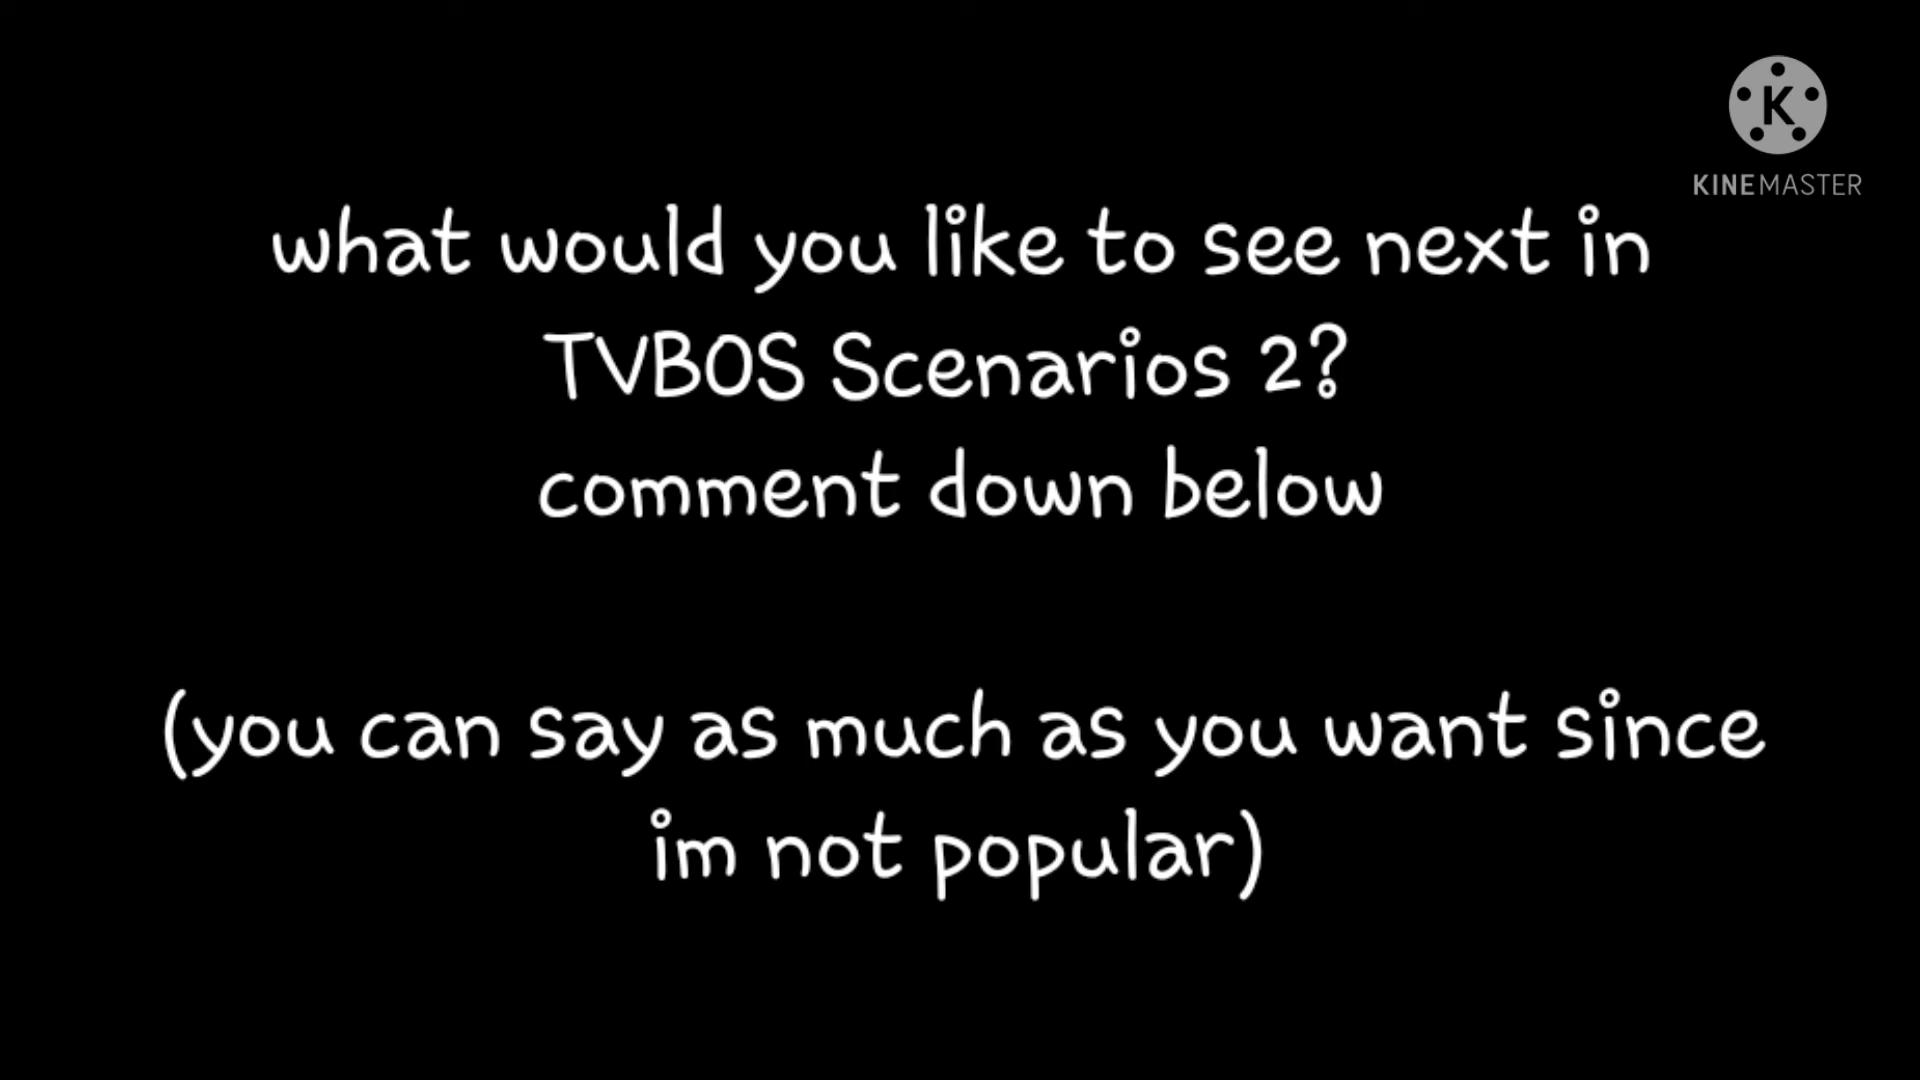 K
KINEMASTER
what would you like to see next in
TVBOS Scenarios 2?
comment down below
(you can say as much as you want since
im not popular)